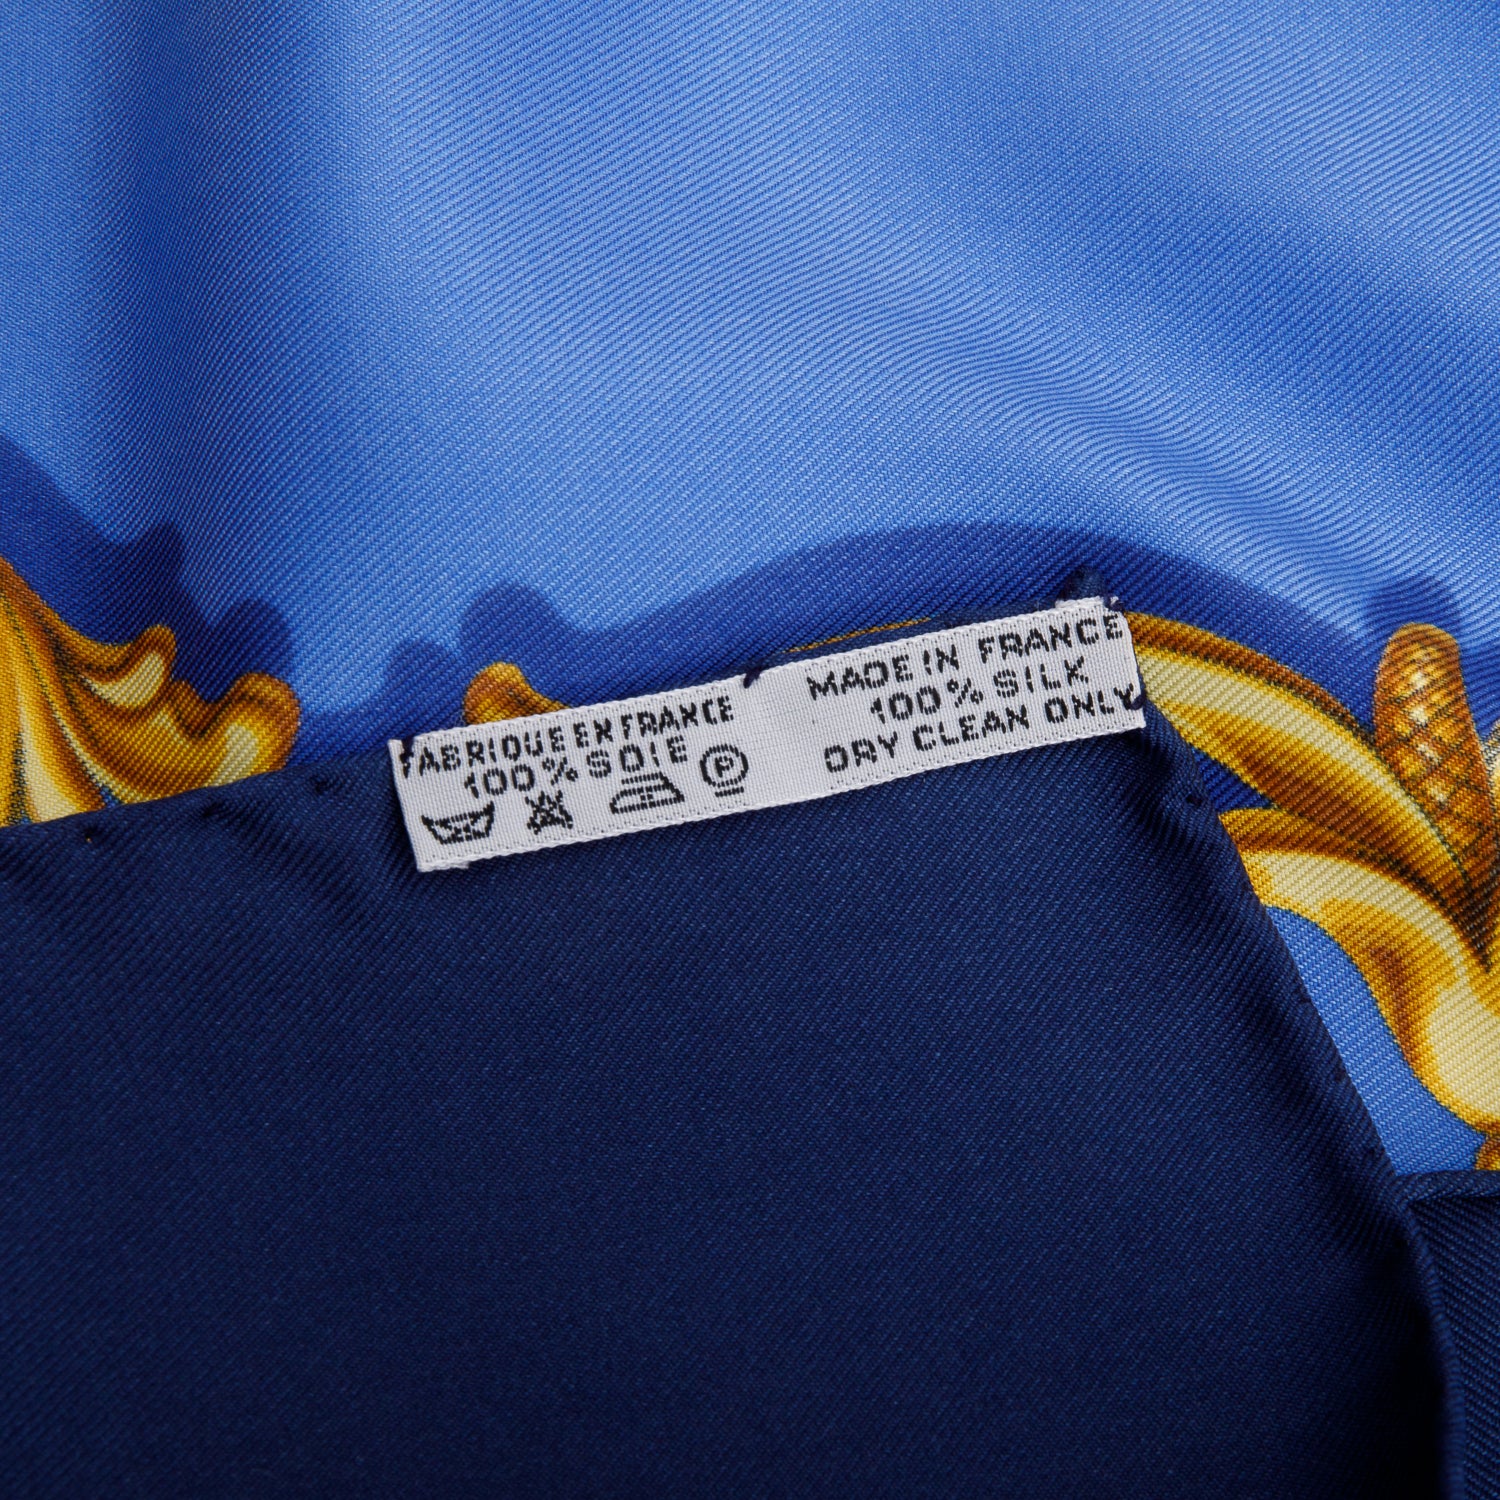 FABRIQUE EN FRANCE
100% SOIE
P
MADE IN FRANCE
100% SILK
DRY CLEAN ONLY